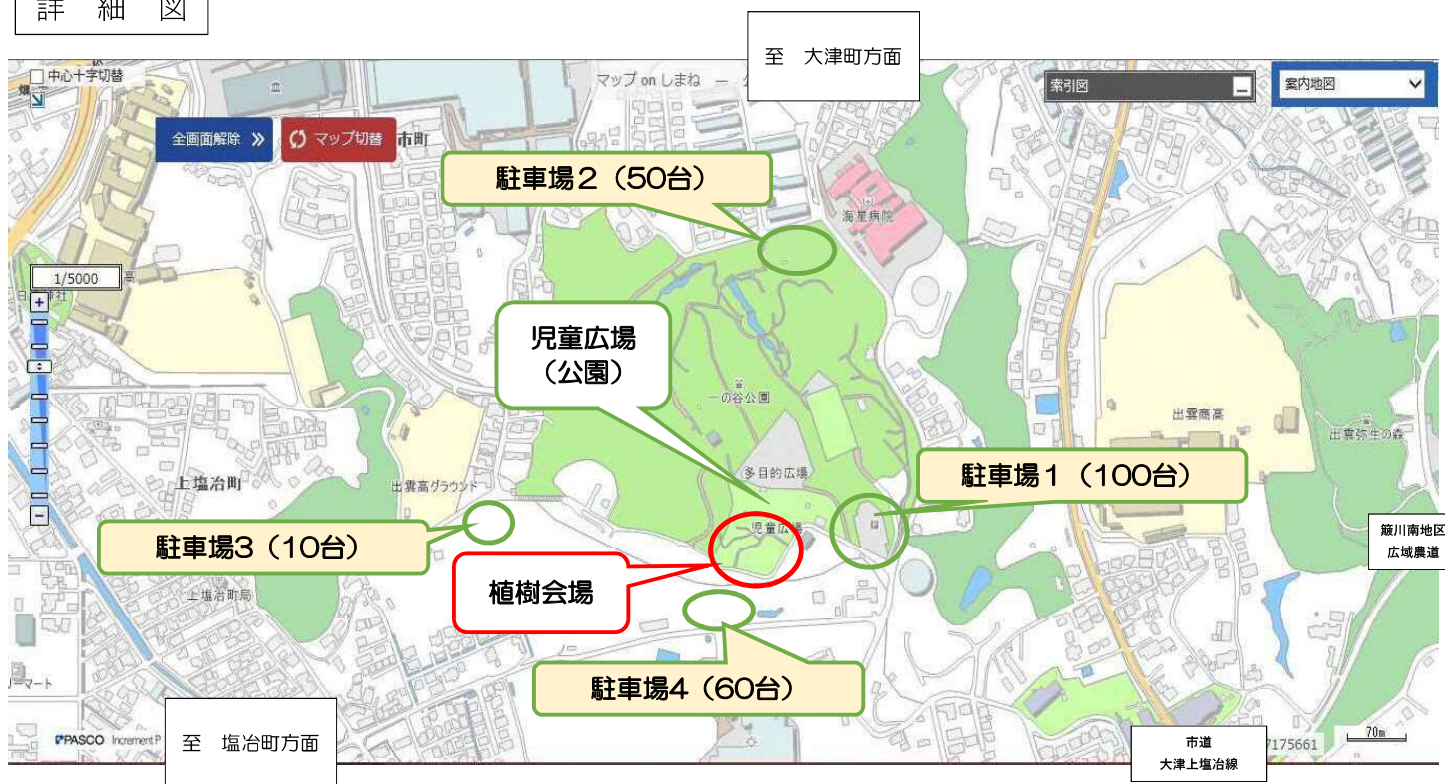 詳　細　図
至　大津町方面
中心十字切替
マップ on しまね　－
索引図
案内地図
全画面解除
マップ切替
市町
駐車場２（50台）
海星病院
1/5000
高
児童広場
（公園）
一の谷公園
出雲商高
出雲弥生の森
多目的広場
駐車場１（100台）
上塩冶町
出雲高グラウンド
児童広場
駐車場3（10台）
簸川南地区
広域農道
植樹会場
上塩冶町局
駐車場4（60台）
至　塩冶町方面
PASCO Increment P
市道
大津上塩冶線
7175661
70m